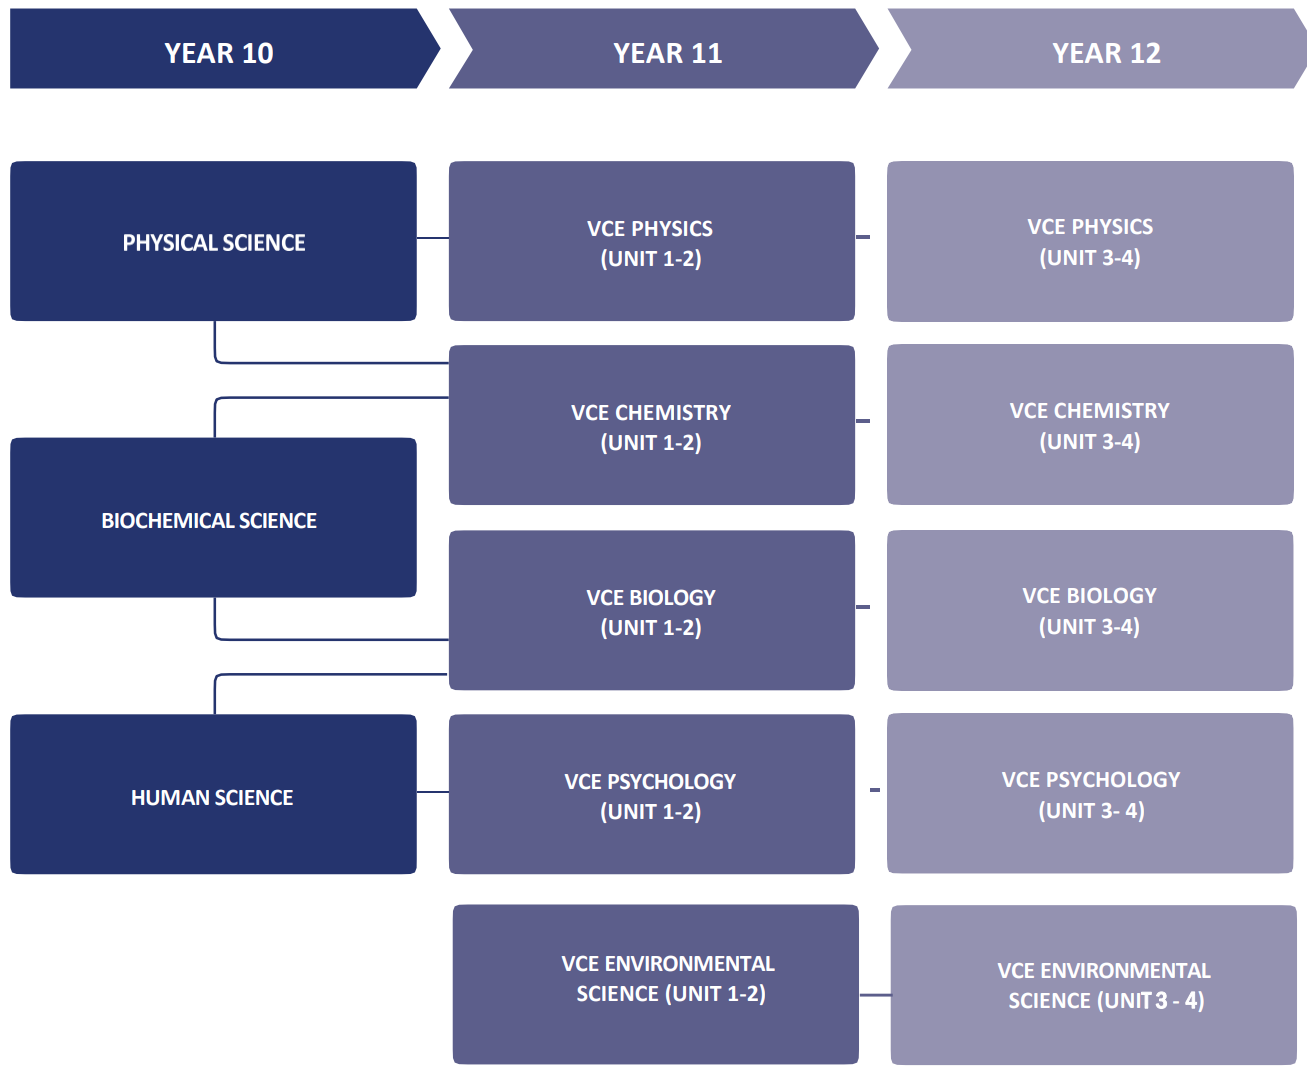 YEAR 10
YEAR 11
YEAR 12
PHYSICAL SCIENCE
VCE PHYSICS
(UNIT 1-2)
VCE PHYSICS
(UNIT 3-4)
VCE CHEMISTRY
(UNIT 1-2)
VCE CHEMISTRY
(UNIT 3-4)
BIOCHEMICAL SCIENCE
VCE BIOLOGY
(UNIT 1-2)
VCE BIOLOGY
(UNIT 3-4)
HUMAN SCIENCE
VCE PSYCHOLOGY
(UNIT 1-2)
VCE PSYCHOLOGY
(UNIT 3- 4)
VCE ENVIRONMENTAL
SCIENCE (UNIT 1-2)
VCE ENVIRONMENTAL
SCIENCE (UNIT 3 - 4)